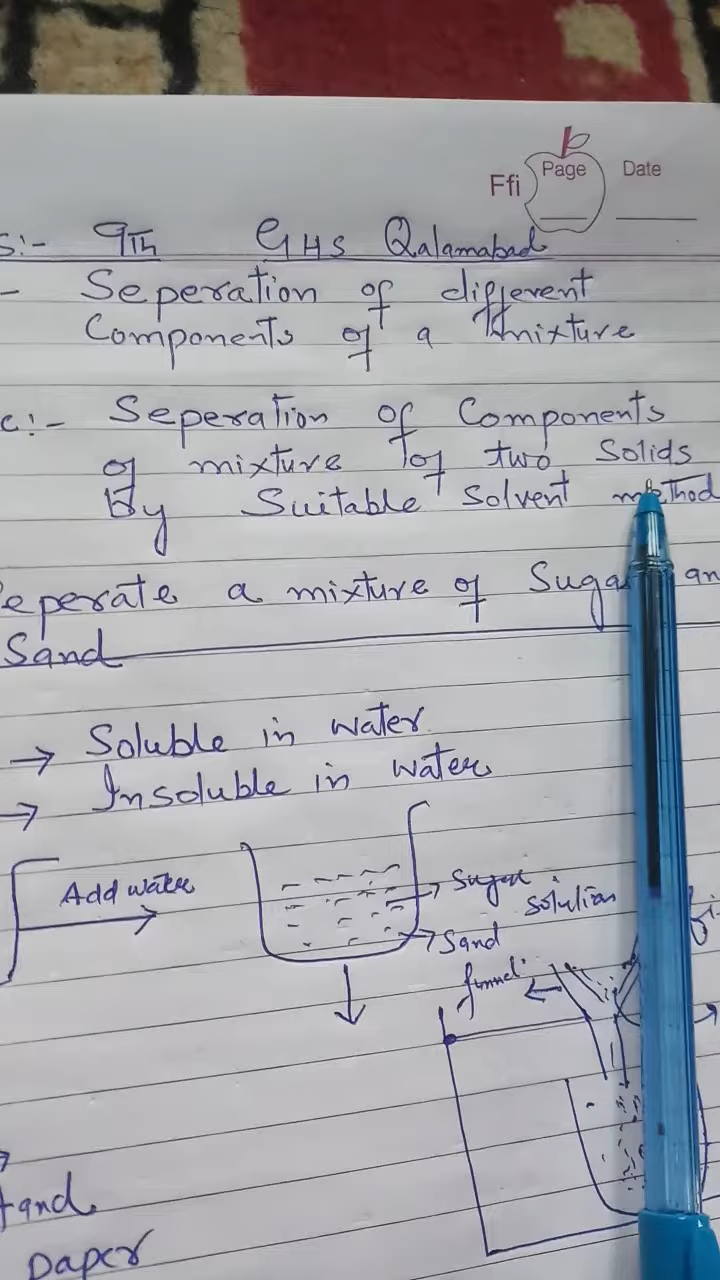 Ffi Page Date
s:- 9Th GHS Qalamabad
- Seperation of different
Components of a mixture
c:- Seperation of Components
of mixture of two Solids
By Suitable Solvent method
eperate a mixture of Suga an
Sand
→ Soluble in water
→ Insoluble in water
Add water
Sugar solution
Sand
funnel
fi
tand
paper